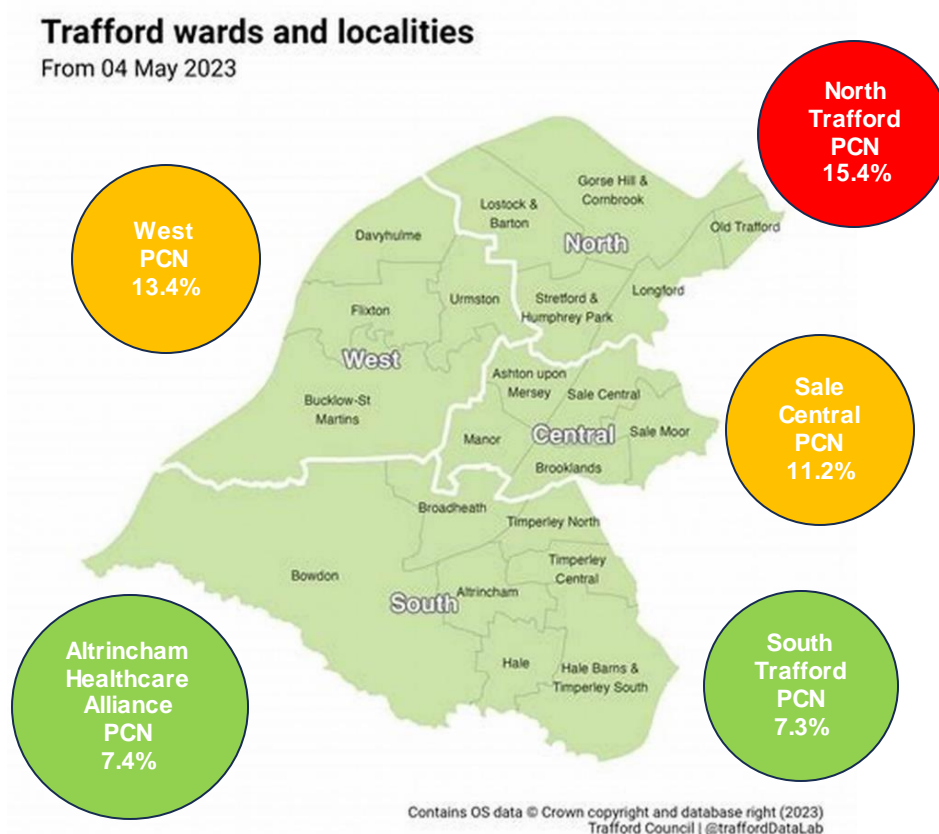 Trafford wards and localities
From 04 May 2023
North
Trafford
PCN
15.4%
West
PCN
13.4%
Gorse Hill &
Cornbrook
Lostock &
Barton
Old Trafford
Davyhulme
North
Longford
Urmston
Stretford &
Humphrey Park
Flixton
West
Ashton upon
Mersey
Sale Central
Bucklow-St
Martins
Manor
Central
Sale Moor
Brooklands
Sale
Central
PCN
11.2%
Broadheath
Timperley North
Timperley
Central
Bowdon
Altrincham
South
Hale
Hale Barns &
Timperley South
Altrincham
Healthcare
Alliance
PCN
7.4%
South
Trafford
PCN
7.3%
Contains OS data © Crown copyright and database right (2023)
Trafford Council | @traffordDataLab